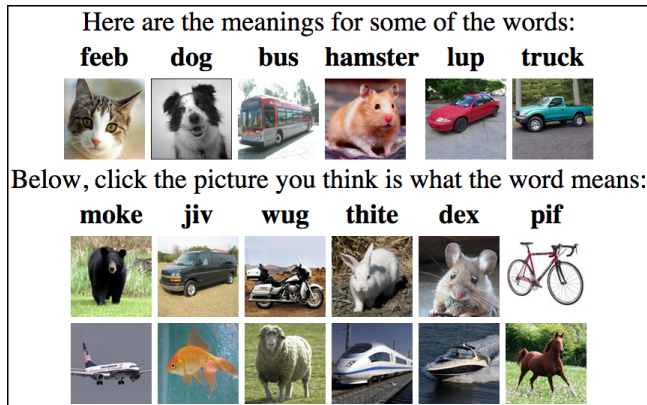 Here are the meanings for some of the words:
feeb dog bus hamster lup truck
Below, click the picture you think is what the word means:
moke jiv wug thite dex pif